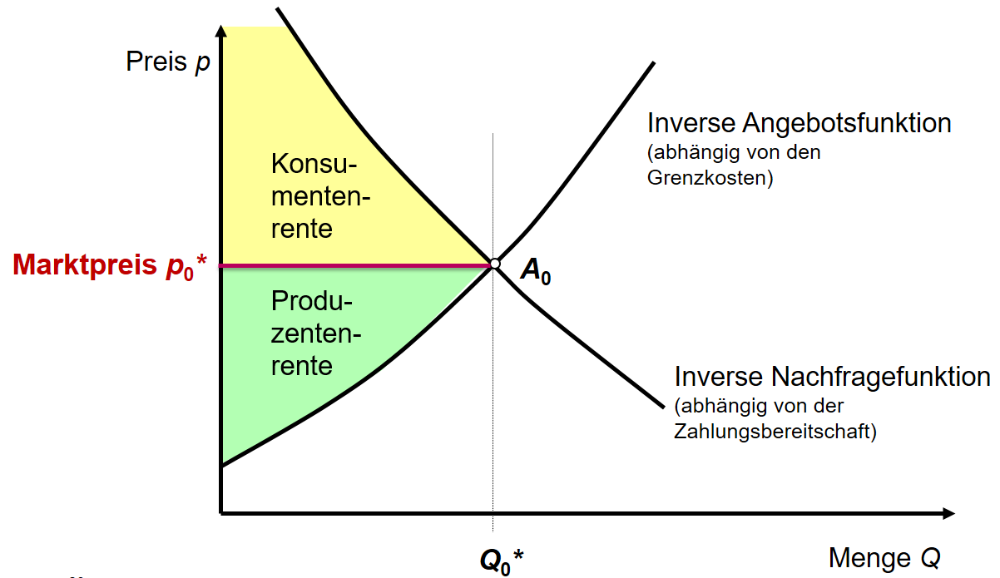 Preis p
Inverse Angebotsfunktion
(abhängig von den
Grenzkosten)
Konsu-
menten-
rente
Marktpreis p₀*
A₀
Produ-
zenten-
rente
Inverse Nachfragefunktion
(abhängig von der
Zahlungsbereitschaft)
Q₀*
Menge Q